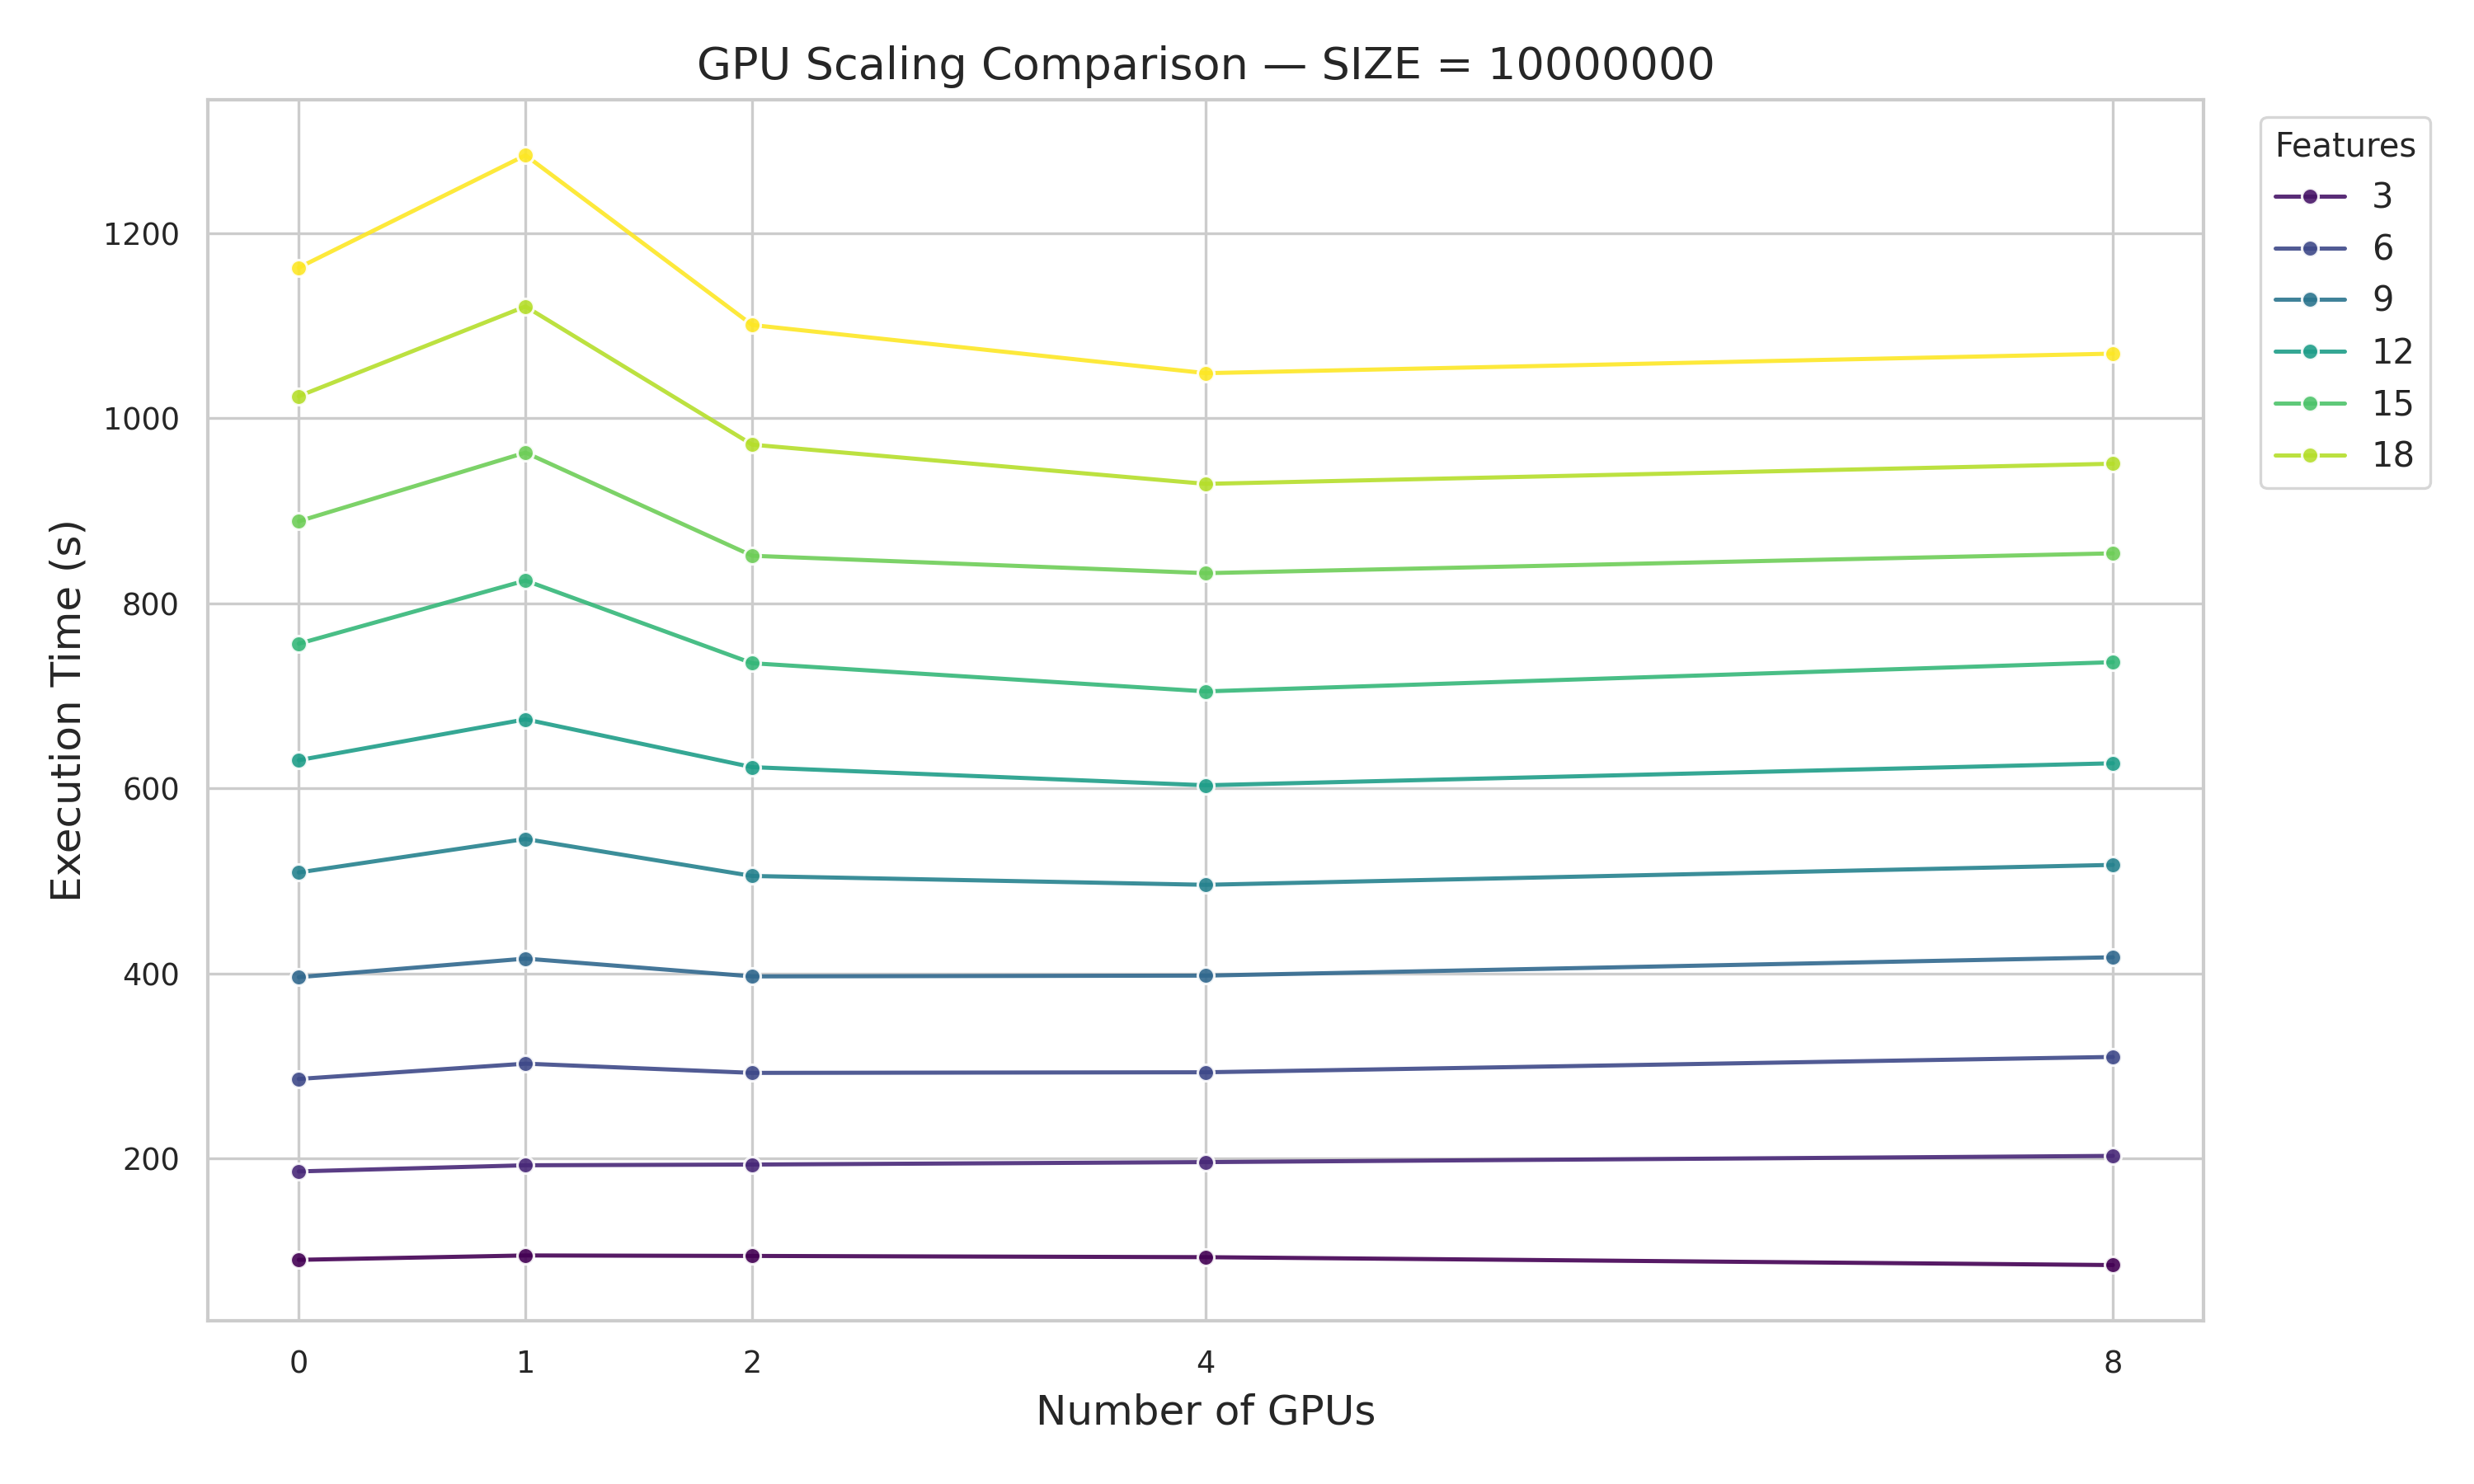 GPU Scaling Comparison — SIZE = 10000000
Features
3
6
9
12
15
18
Execution Time (s)
1200
1000
800
600
400
200
0 1 2 4 8
Number of GPUs